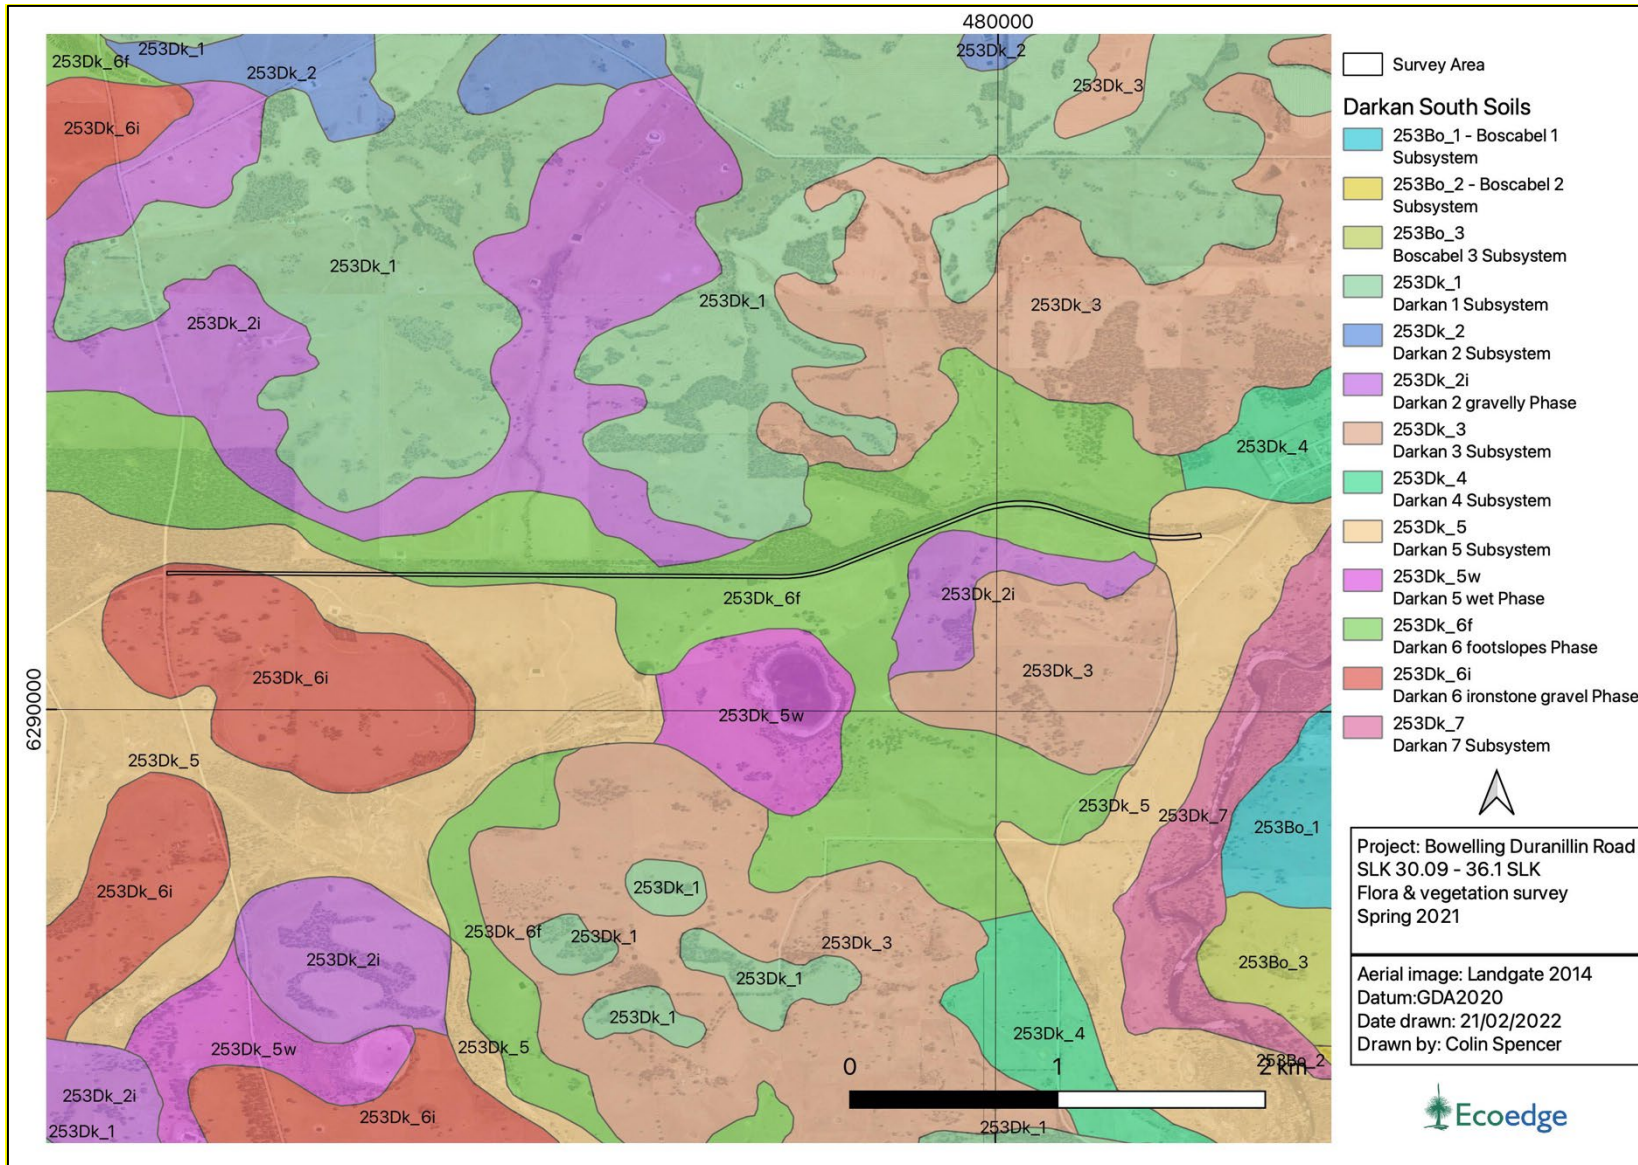 480000
253Dk_1
253Dk_6f
253Dk_2
253Dk_2
253Dk_3
253Dk_6i
253Dk_1
253Dk_1
253Dk_3
253Dk_2i
253Dk_4
253Dk_6f
253Dk_2i
253Dk_6i
253Dk_3
6290000
253Dk_5w
253Dk_5
253Dk_5
253Dk_7
253Bo_1
253Dk_6i
253Dk_1
253Dk_6f
253Dk_1
253Dk_3
253Dk_2i
253Bo_3
253Dk_1
253Dk_1
253Dk_4
253Dk_5w
253Dk_5
253Bo_2
0 1 2 km
253Dk_2i
253Dk_6i
253Dk_1
253Dk_1
Survey Area
Darkan South Soils
253Bo_1 - Boscabel 1
Subsystem
253Bo_2 - Boscabel 2
Subsystem
253Bo_3
Boscabel 3 Subsystem
253Dk_1
Darkan 1 Subsystem
253Dk_2
Darkan 2 Subsystem
253Dk_2i
Darkan 2 gravelly Phase
253Dk_3
Darkan 3 Subsystem
253Dk_4
Darkan 4 Subsystem
253Dk_5
Darkan 5 Subsystem
253Dk_5w
Darkan 5 wet Phase
253Dk_6f
Darkan 6 footslopes Phase
253Dk_6i
Darkan 6 ironstone gravel Phase
253Dk_7
Darkan 7 Subsystem
Project: Bowelling Duranillin Road
SLK 30.09 - 36.1 SLK
Flora & vegetation survey
Spring 2021
Aerial image: Landgate 2014
Datum:GDA2020
Date drawn: 21/02/2022
Drawn by: Colin Spencer
Ecoedge